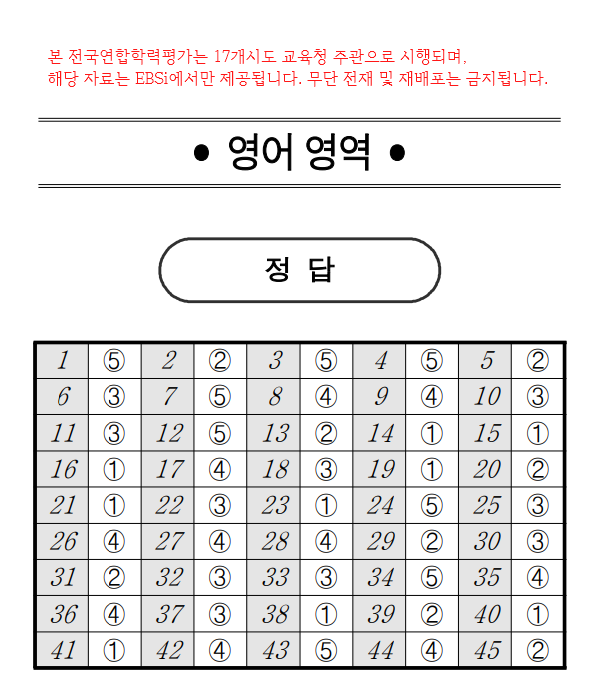 본 전국연합학력평가는 17개시도 교육청 주관으로 시행되며,
해당 자료는 EBSi에서만 제공됩니다. 무단 전재 및 재배포는 금지됩니다.
• 영어 영역 •
정 답
1 ⑤ 2 ② 3 ⑤ 4 ⑤ 5 ②
6 ③ 7 ⑤ 8 ④ 9 ④ 10 ③
11 ③ 12 ⑤ 13 ② 14 ① 15 ①
16 ① 17 ④ 18 ③ 19 ① 20 ②
21 ① 22 ③ 23 ① 24 ⑤ 25 ③
26 ④ 27 ④ 28 ④ 29 ② 30 ③
31 ② 32 ③ 33 ③ 34 ⑤ 35 ④
36 ④ 37 ③ 38 ① 39 ② 40 ①
41 ① 42 ④ 43 ⑤ 44 ④ 45 ②